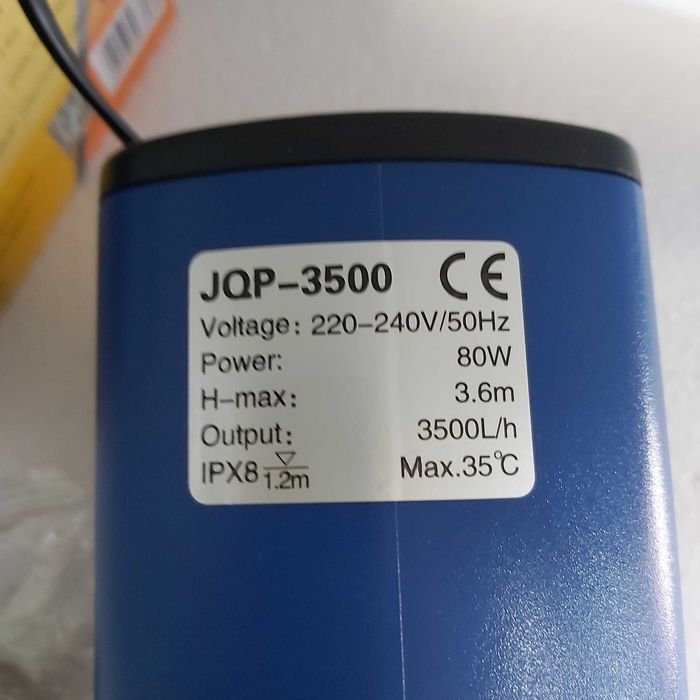 JQP-3500 CE
Voltage: 220-240V/50Hz
Power: 80W
H-max: 3.6m
Output: 3500L/h
IPX8 1.2m Max.35℃